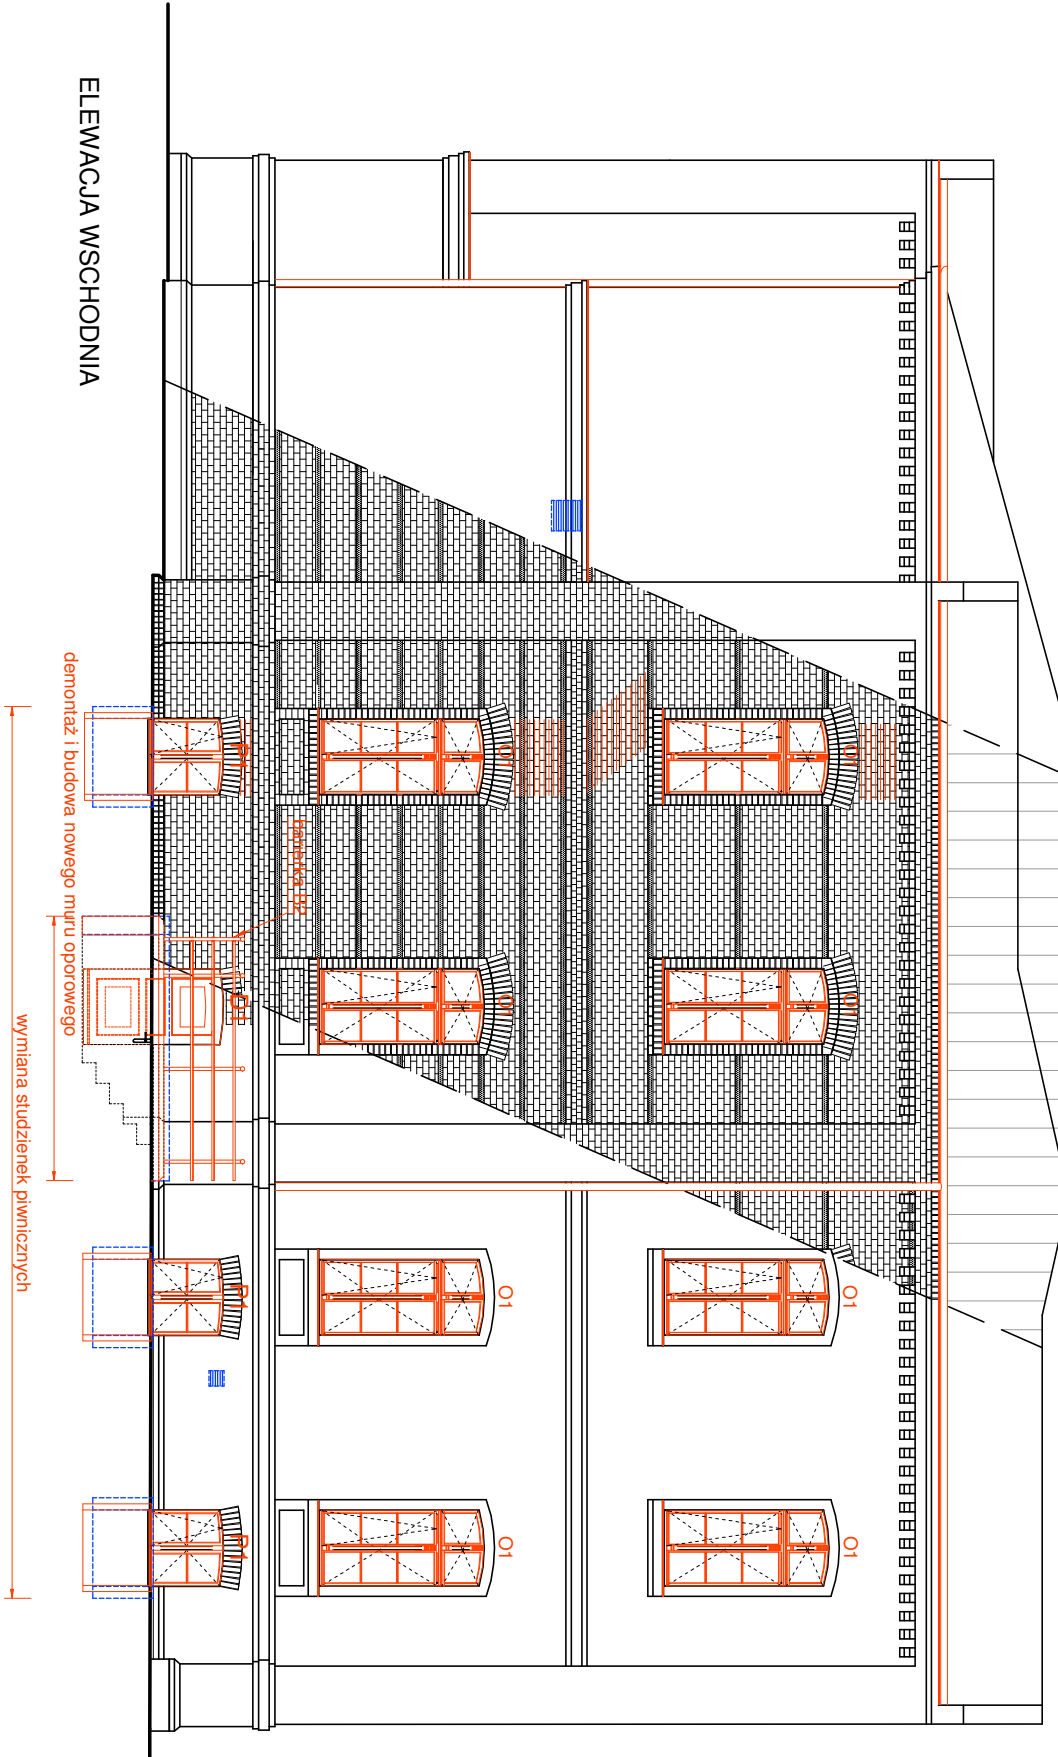 ELEWACJA WSCHODNIA
O1
O1
O1
O1
O1
O1
O1
O1
P1
barierka B2
D1
P1
P1
demontaż i budowa nowego muru oporowego
wymiana studzienek piwnicznych